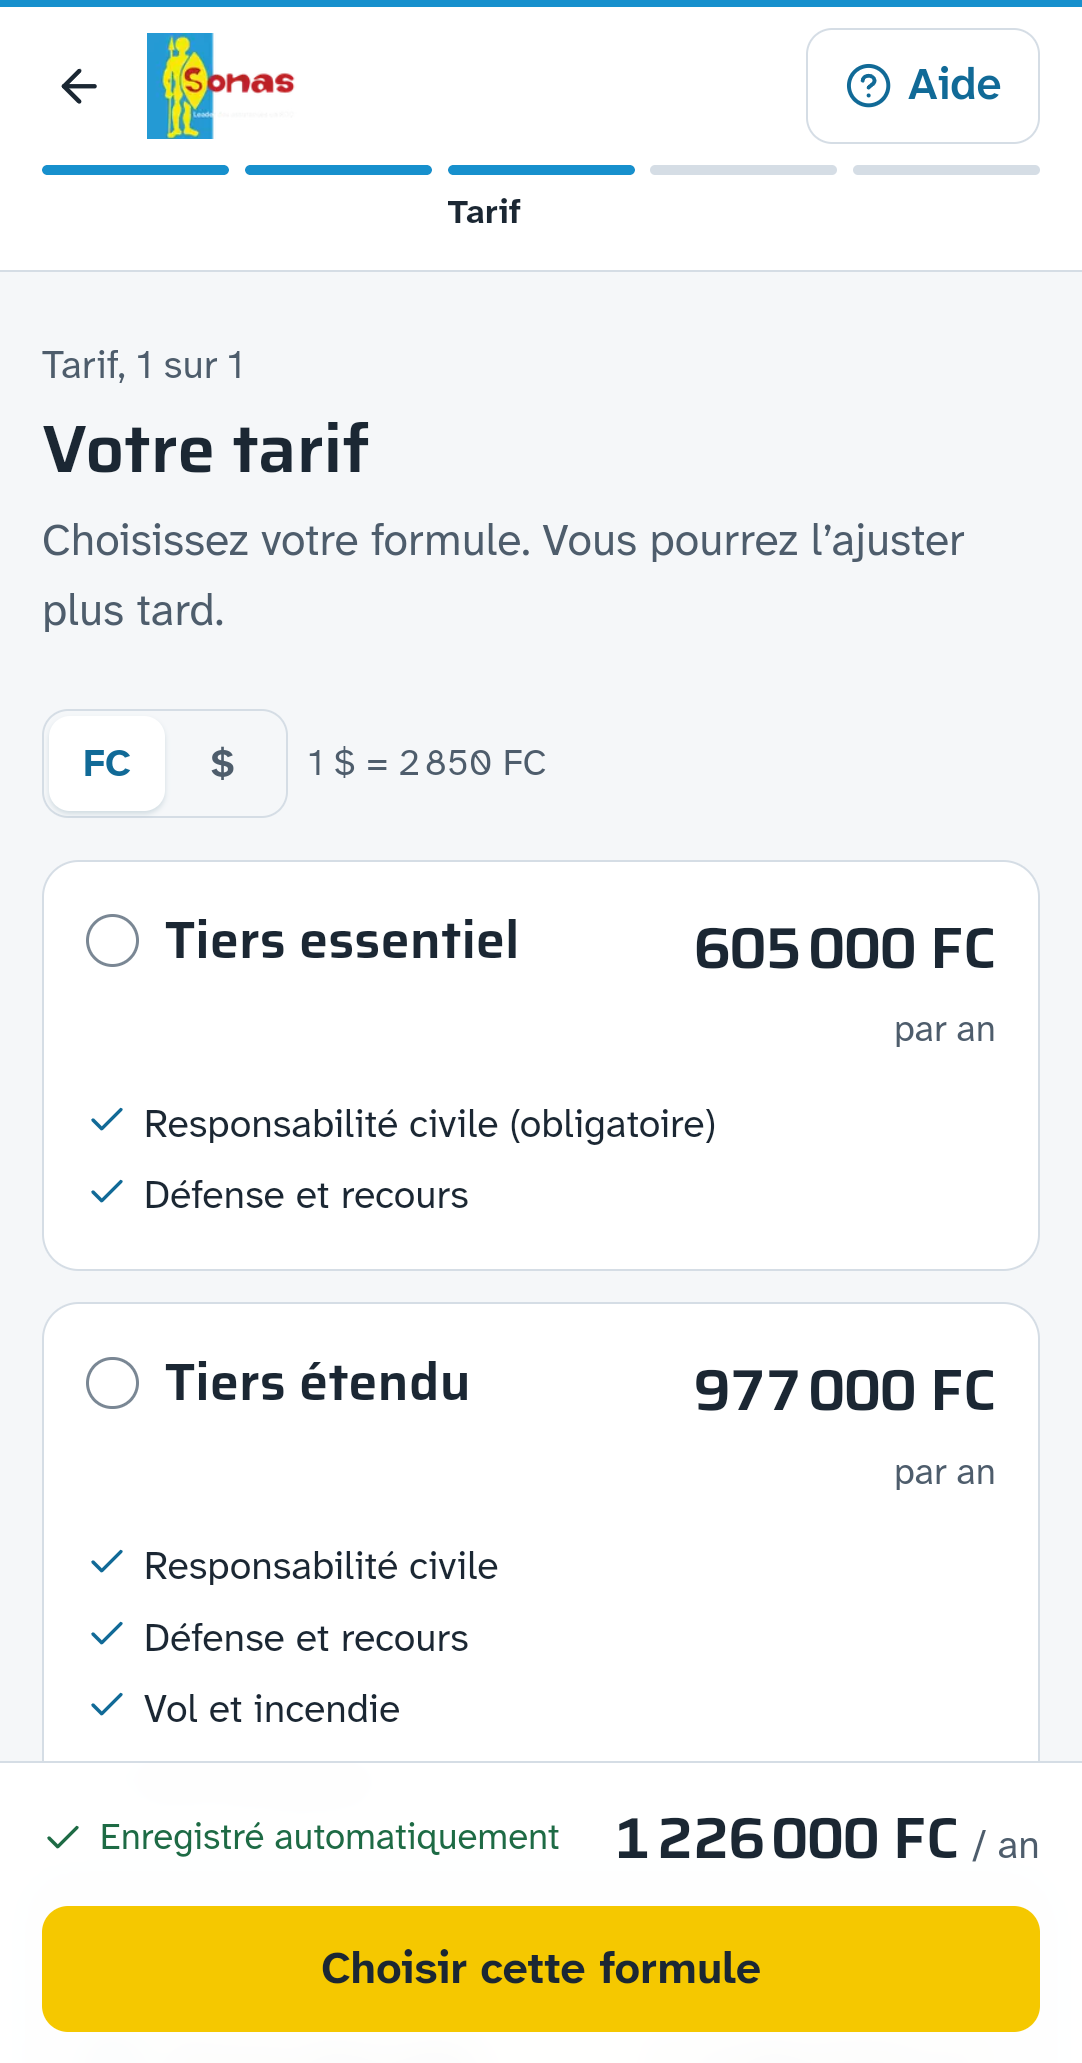 Sonas
Aide
Tarif
Tarif, 1 sur 1
Votre tarif
Choisissez votre formule. Vous pourrez l’ajuster
plus tard.
FC $ 1 $ = 2 850 FC
Tiers essentiel 605 000 FC
par an
Responsabilité civile (obligatoire)
Défense et recours
Tiers étendu 977 000 FC
par an
Responsabilité civile
Défense et recours
Vol et incendie
Enregistré automatiquement 1 226 000 FC / an
Choisir cette formule